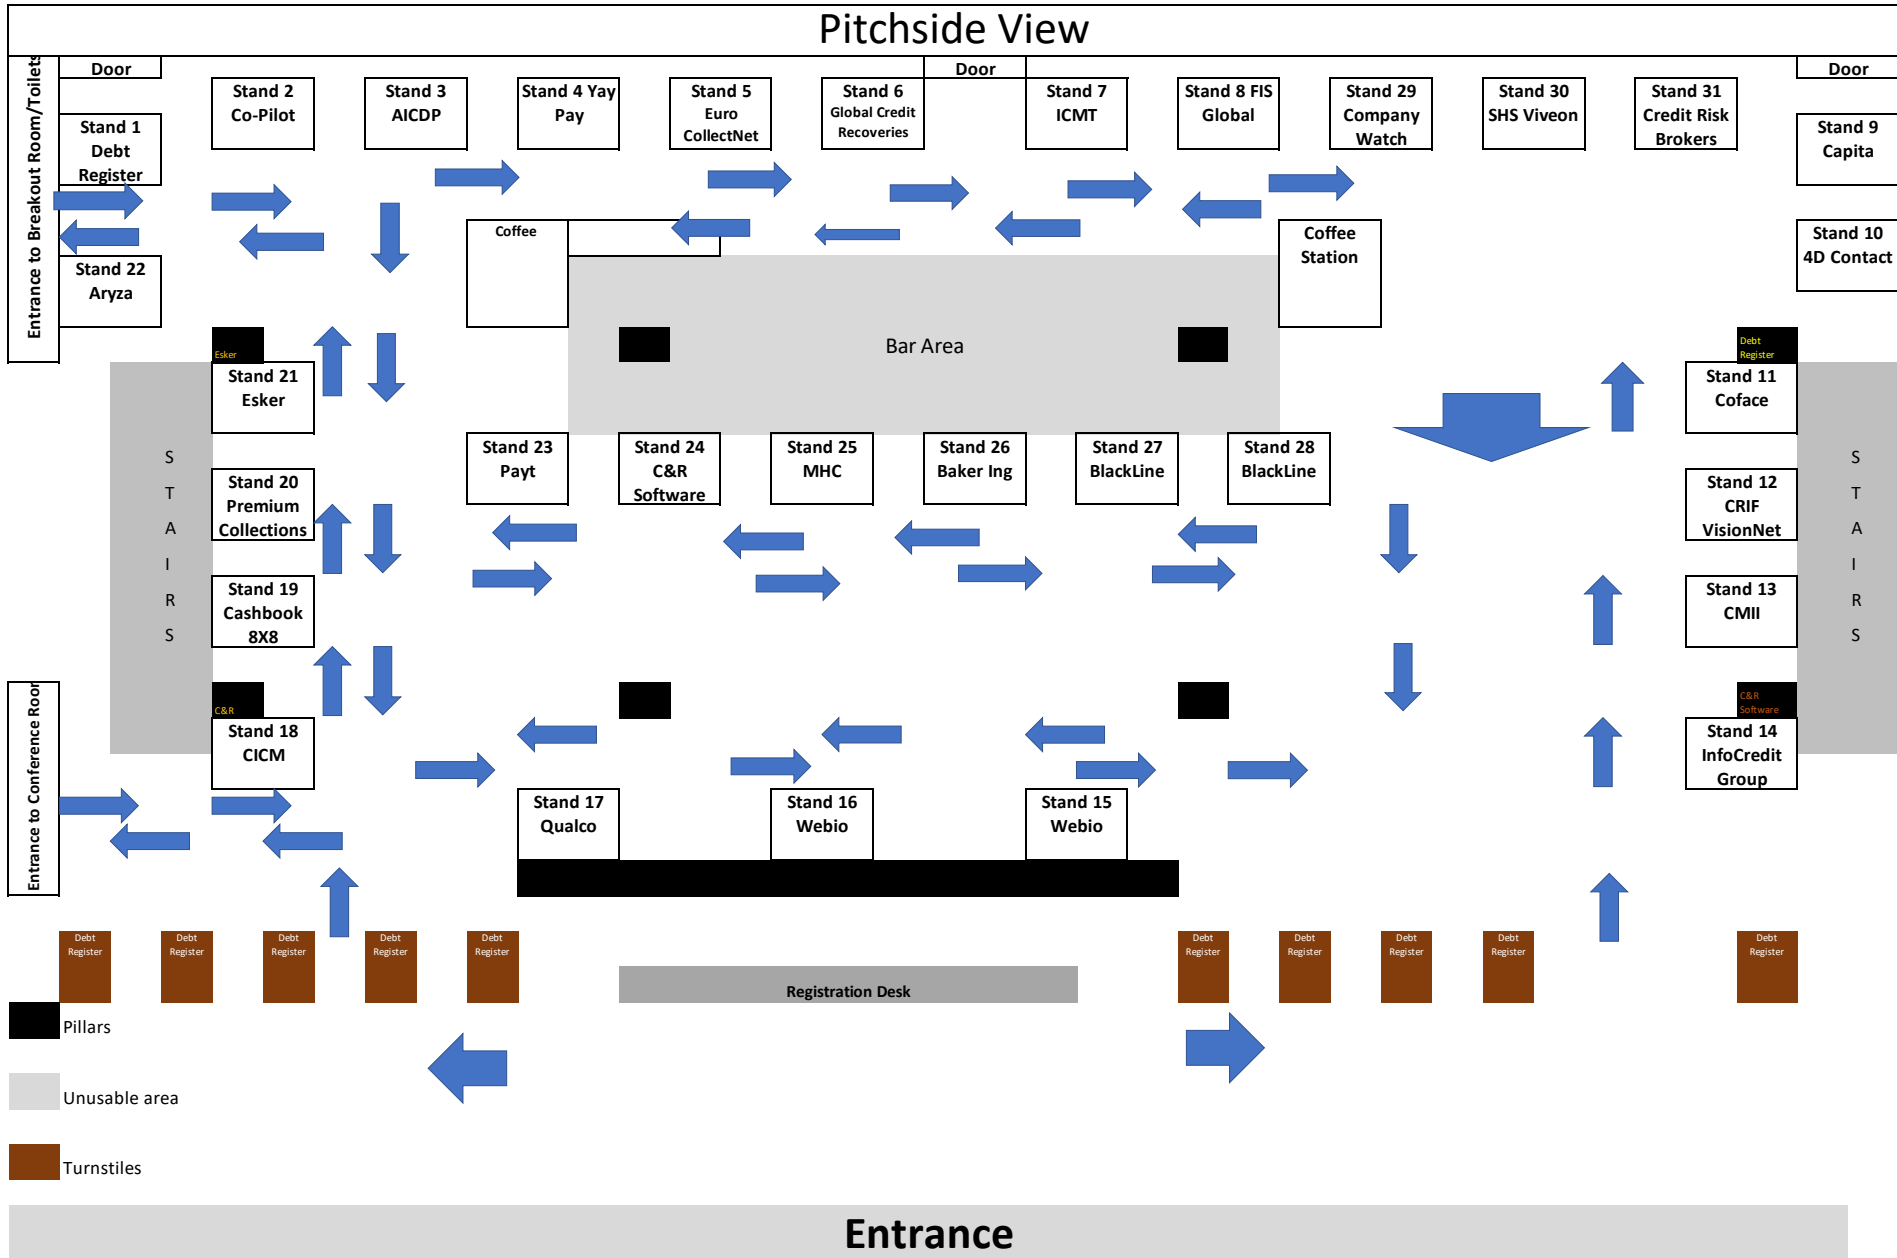 Pitchside View
Entrance to Breakout Room/Toilets
Door
Door
Door
Stand 1
Debt
Register
Stand 2
Co-Pilot
Stand 3
AICDP
Stand 4 Yay
Pay
Stand 5
Euro
CollectNet
Stand 6
Global Credit
Recoveries
Stand 7
ICMT
Stand 8 FIS
Global
Stand 29
Company
Watch
Stand 30
SHS Viveon
Stand 31
Credit Risk
Brokers
Stand 9
Capita
Stand 22
Aryza
Coffee
Coffee
Station
Stand 10
4D Contact
Esker
Bar Area
Debt
Register
Stand 21
Esker
Stand 11
Coface
STAIRS
Stand 23
Payt
Stand 24
C&R
Software
Stand 25
MHC
Stand 26
Baker Ing
Stand 27
BlackLine
Stand 28
BlackLine
STAIRS
Stand 20
Premium
Collections
Stand 12
CRIF
VisionNet
Stand 19
Cashbook
8X8
Stand 13
CMII
Entrance to Conference Room
C&R
C&R
Software
Stand 18
CICM
Stand 14
InfoCredit
Group
Stand 17
Qualco
Stand 16
Webio
Stand 15
Webio
Debt
Register
Debt
Register
Debt
Register
Debt
Register
Debt
Register
Debt
Register
Debt
Register
Debt
Register
Debt
Register
Debt
Register
Registration Desk
Pillars
Unusable area
Turnstiles
Entrance